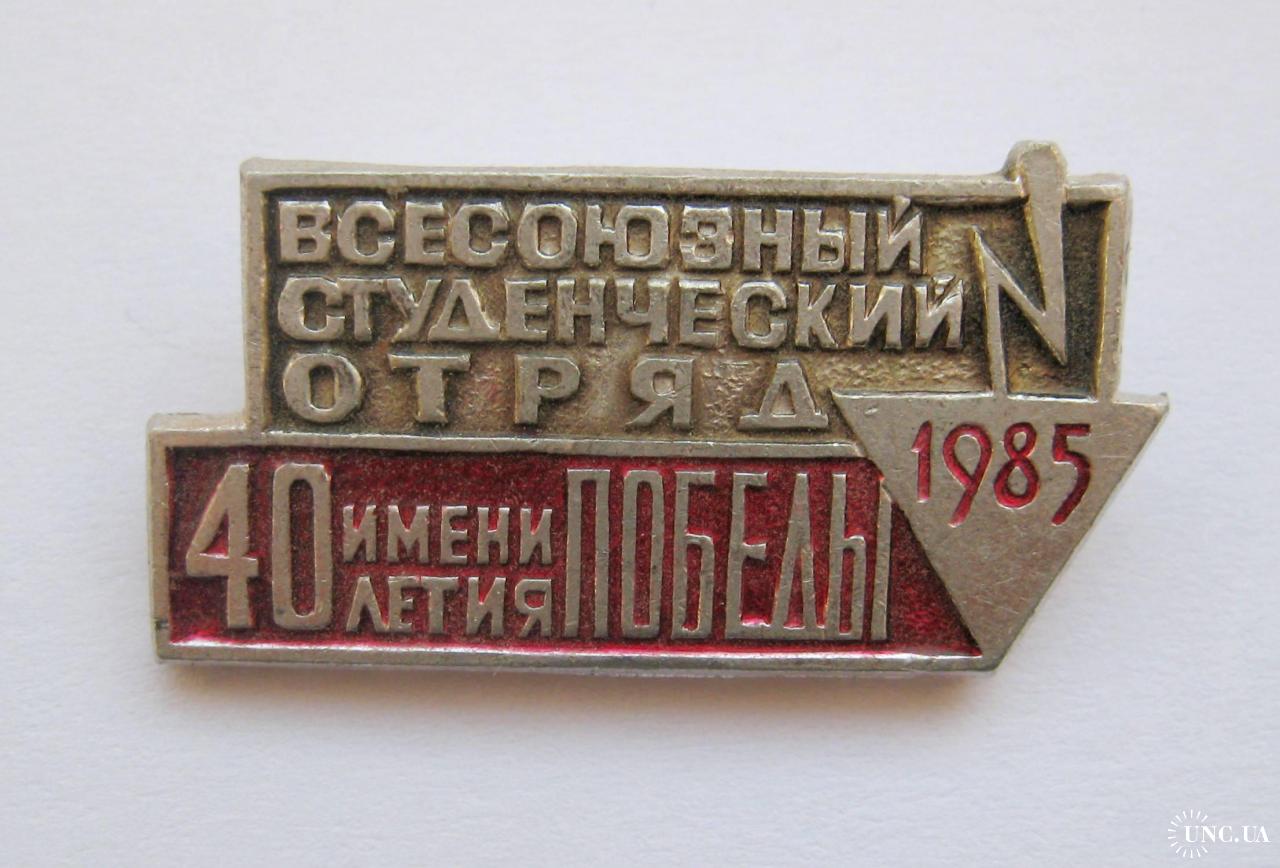 ВСЕСОЮЗНЫЙ
СТУДЕНЧЕСКИЙ
ОТРЯД
1985
40 ИМЕНИ ЛЕТИЯ ПОБЕДЫ
UNC.UA